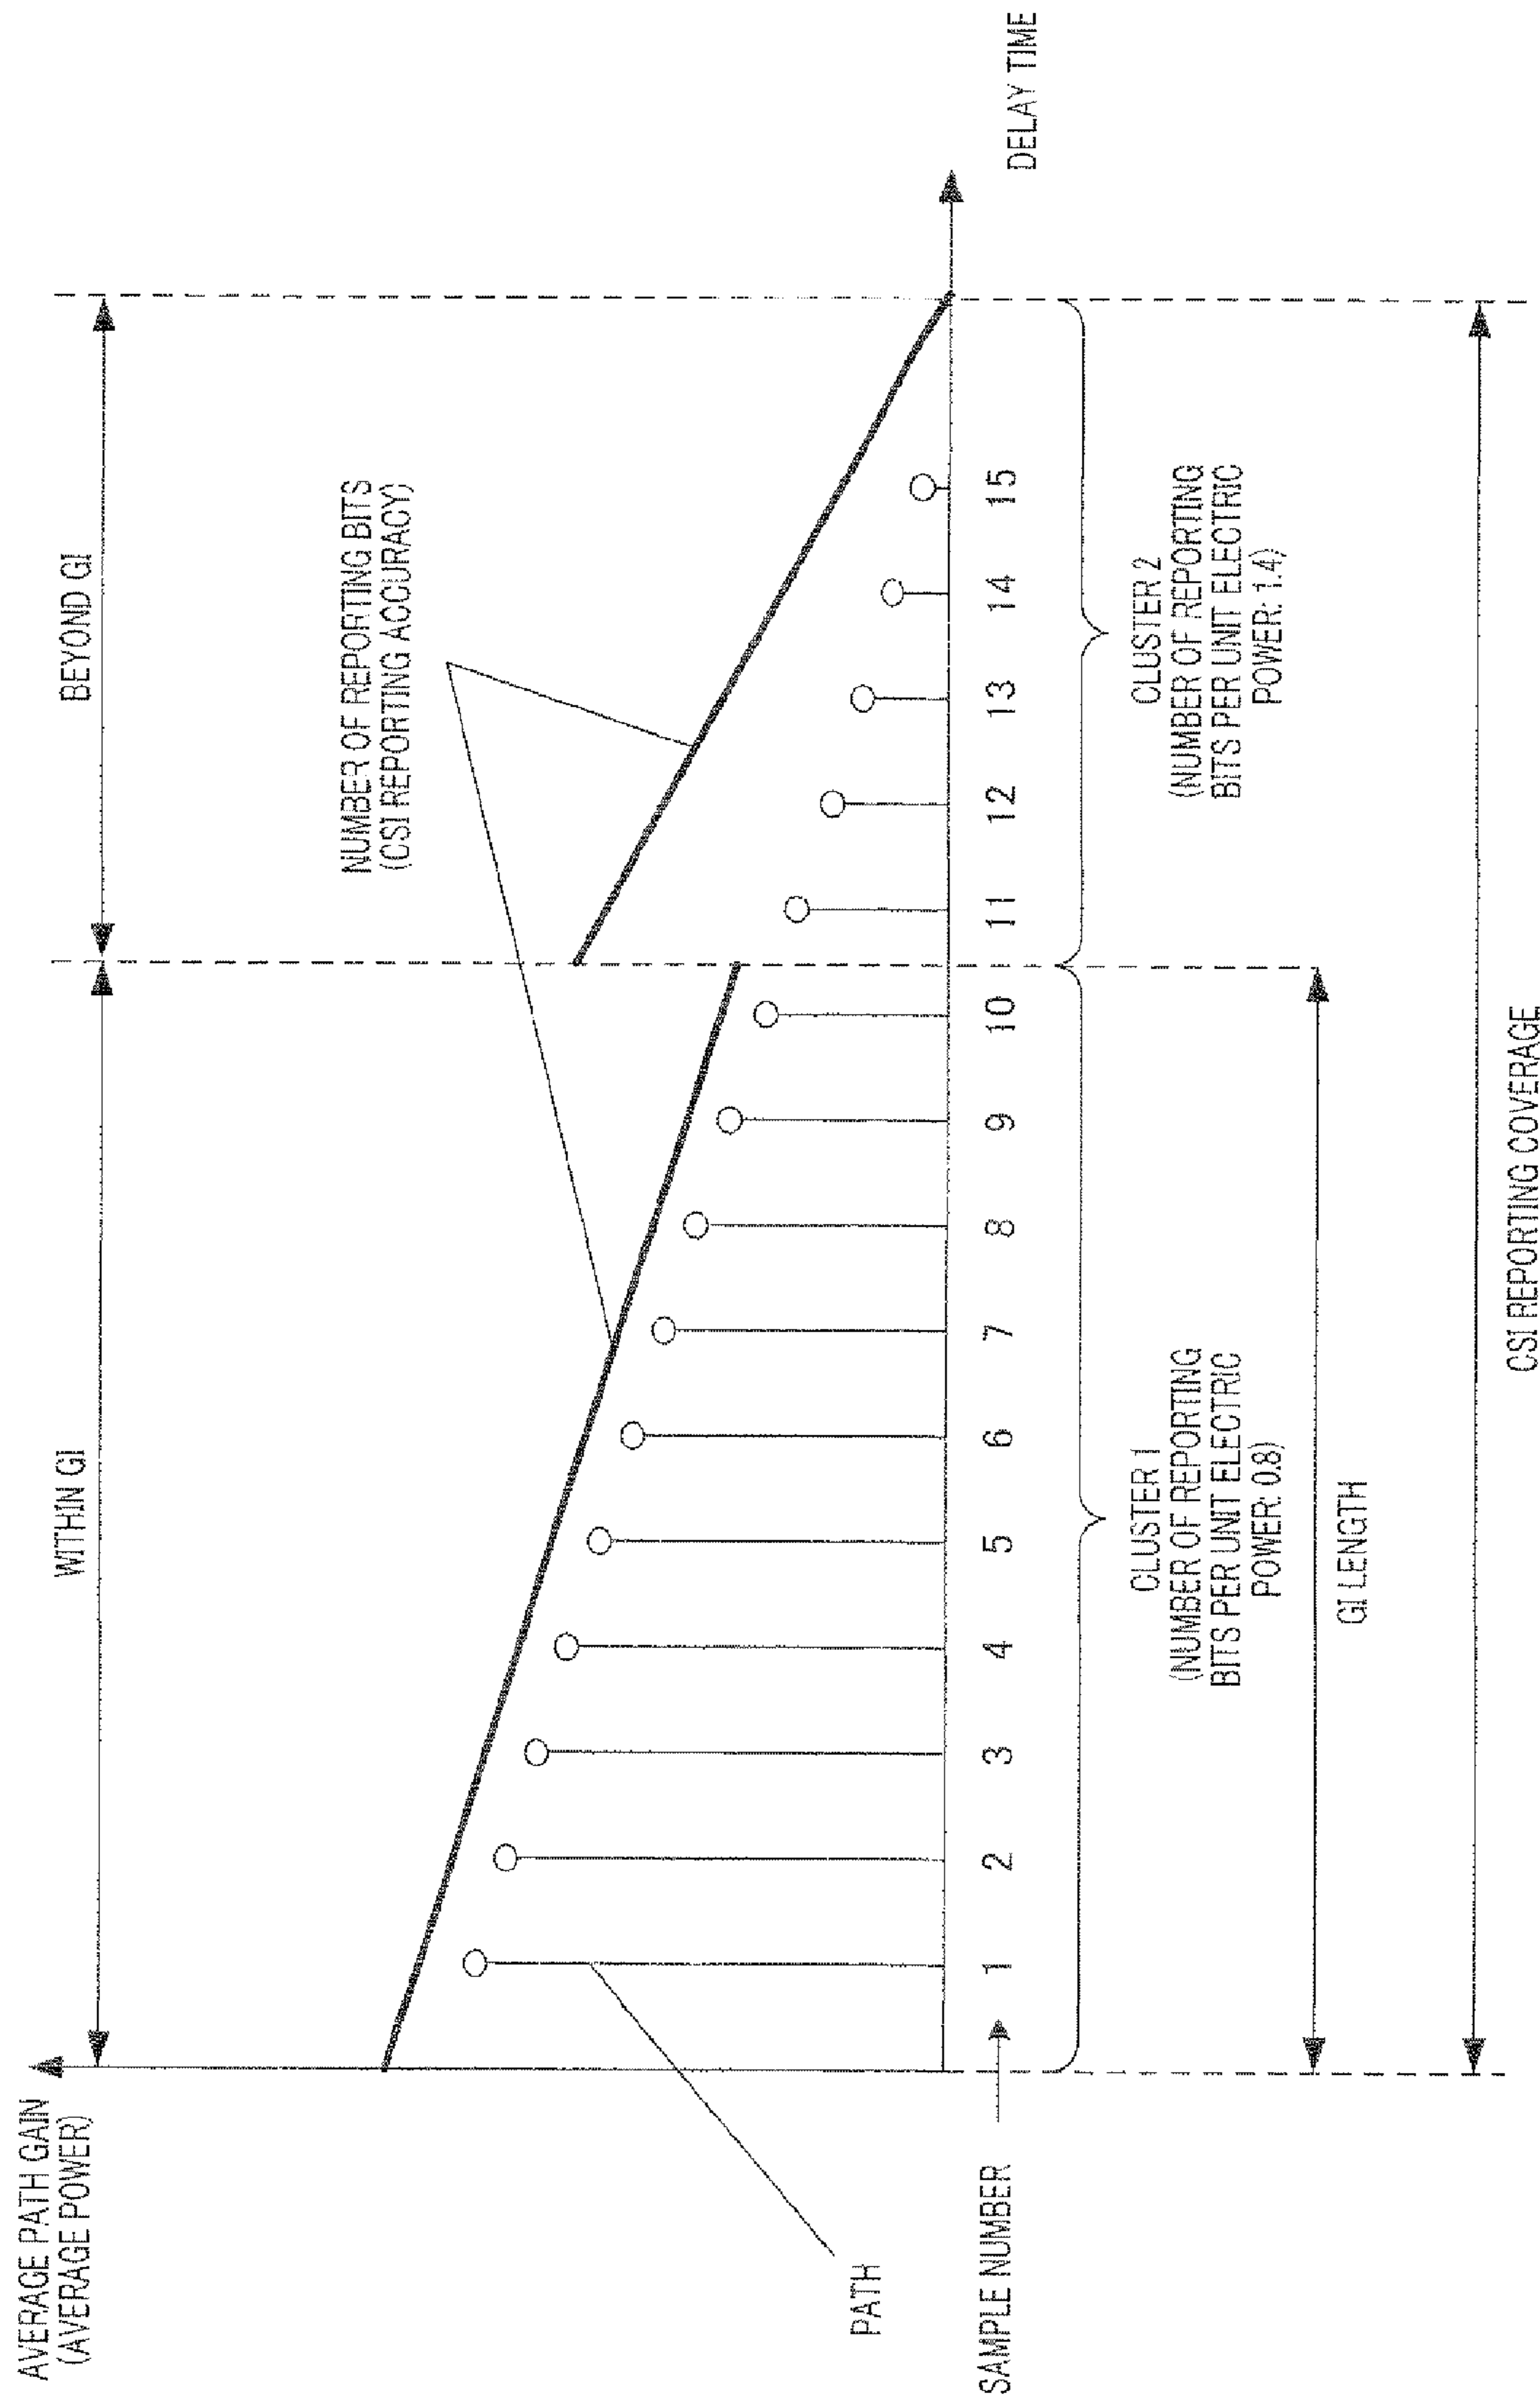 AVERAGE PATH GAIN
(AVERAGE POWER)
WITHIN GI
BEYOND GI
NUMBER OF REPORTING BITS
(CSI REPORTING ACCURACY)
PATH
DELAY TIME
SAMPLE NUMBER
1 2 3 4 5 6 7 8 9 10 11 12 13 14 15
CLUSTER 1
(NUMBER OF REPORTING
BITS PER UNIT ELECTRIC
POWER: 0.8)
CLUSTER 2
(NUMBER OF REPORTING
BITS PER UNIT ELECTRIC
POWER: 1.4)
GI LENGTH
CSI REPORTING COVERAGE